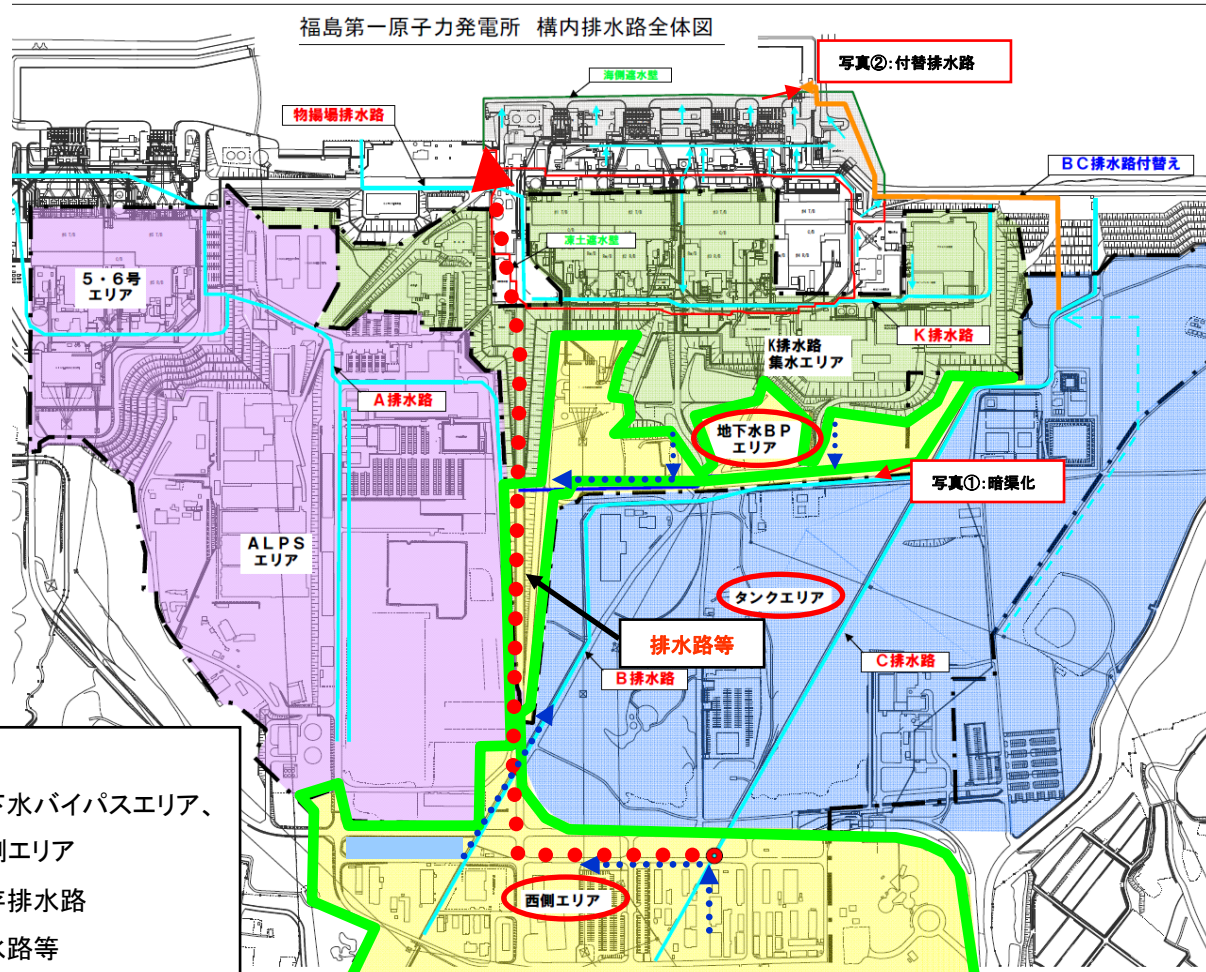 福島第一原子力発電所 構内排水路全体図
写真②:付替排水路
海側遮水壁
物揚場排水路
BC排水路付替え
凍土遮水壁
5・6号
エリア
K排水路
K排水路
集水エリア
A排水路
地下水BP
エリア
写真①:暗渠化
ALPS
エリア
タンクエリア
排水路等
C排水路
B排水路
下水バイパスエリア、
側エリア
排水路
水路等
西側エリア